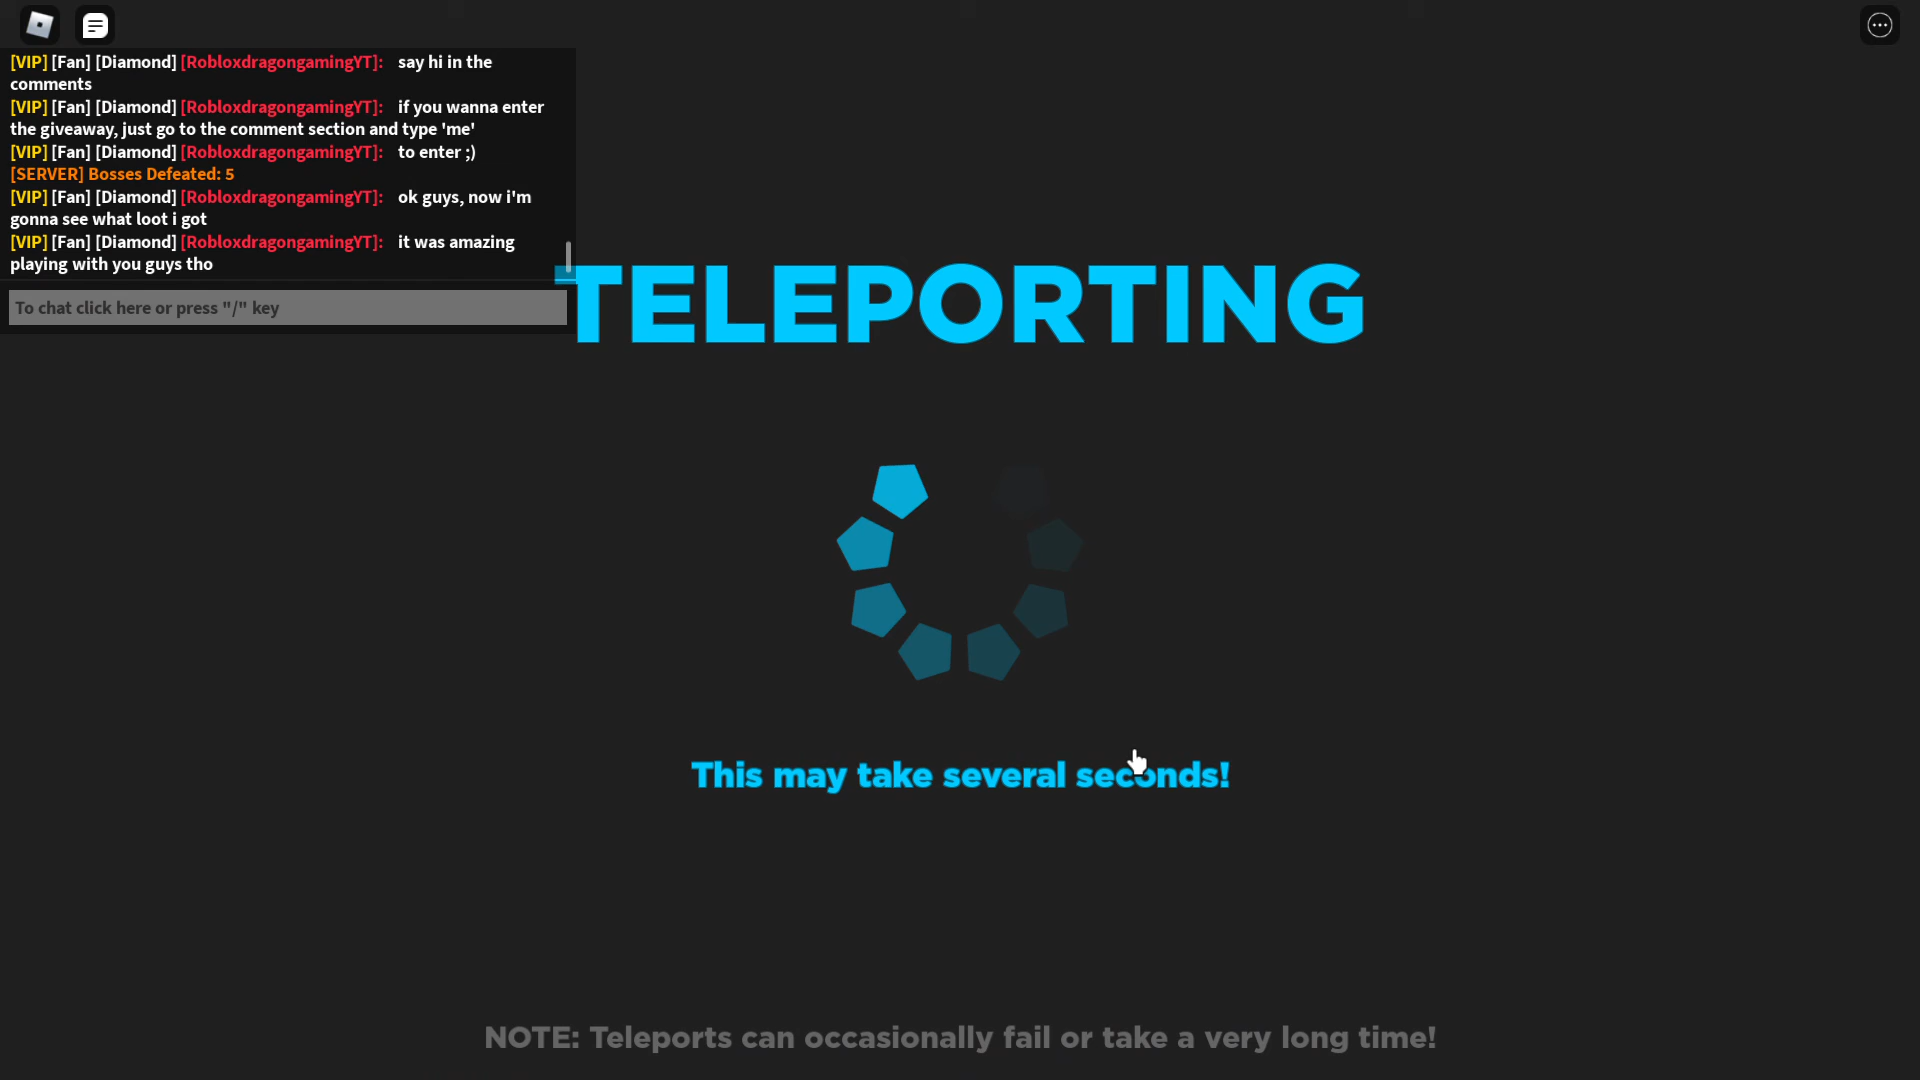 [VIP] [Fan] [Diamond] [RobloxdragongamingYT]: say hi in the
comments
[VIP] [Fan] [Diamond] [RobloxdragongamingYT]: if you wanna enter
the giveaway, just go to the comment section and type 'me'
[VIP] [Fan] [Diamond] [RobloxdragongamingYT]: to enter ;)
[SERVER] Bosses Defeated: 5
[VIP] [Fan] [Diamond] [RobloxdragongamingYT]: ok guys, now i'm
gonna see what loot i got
[VIP] [Fan] [Diamond] [RobloxdragongamingYT]: it was amazing
playing with you guys tho
To chat click here or press "/" key
TELEPORTING
This may take several seconds!
NOTE: Teleports can occasionally fail or take a very long time!